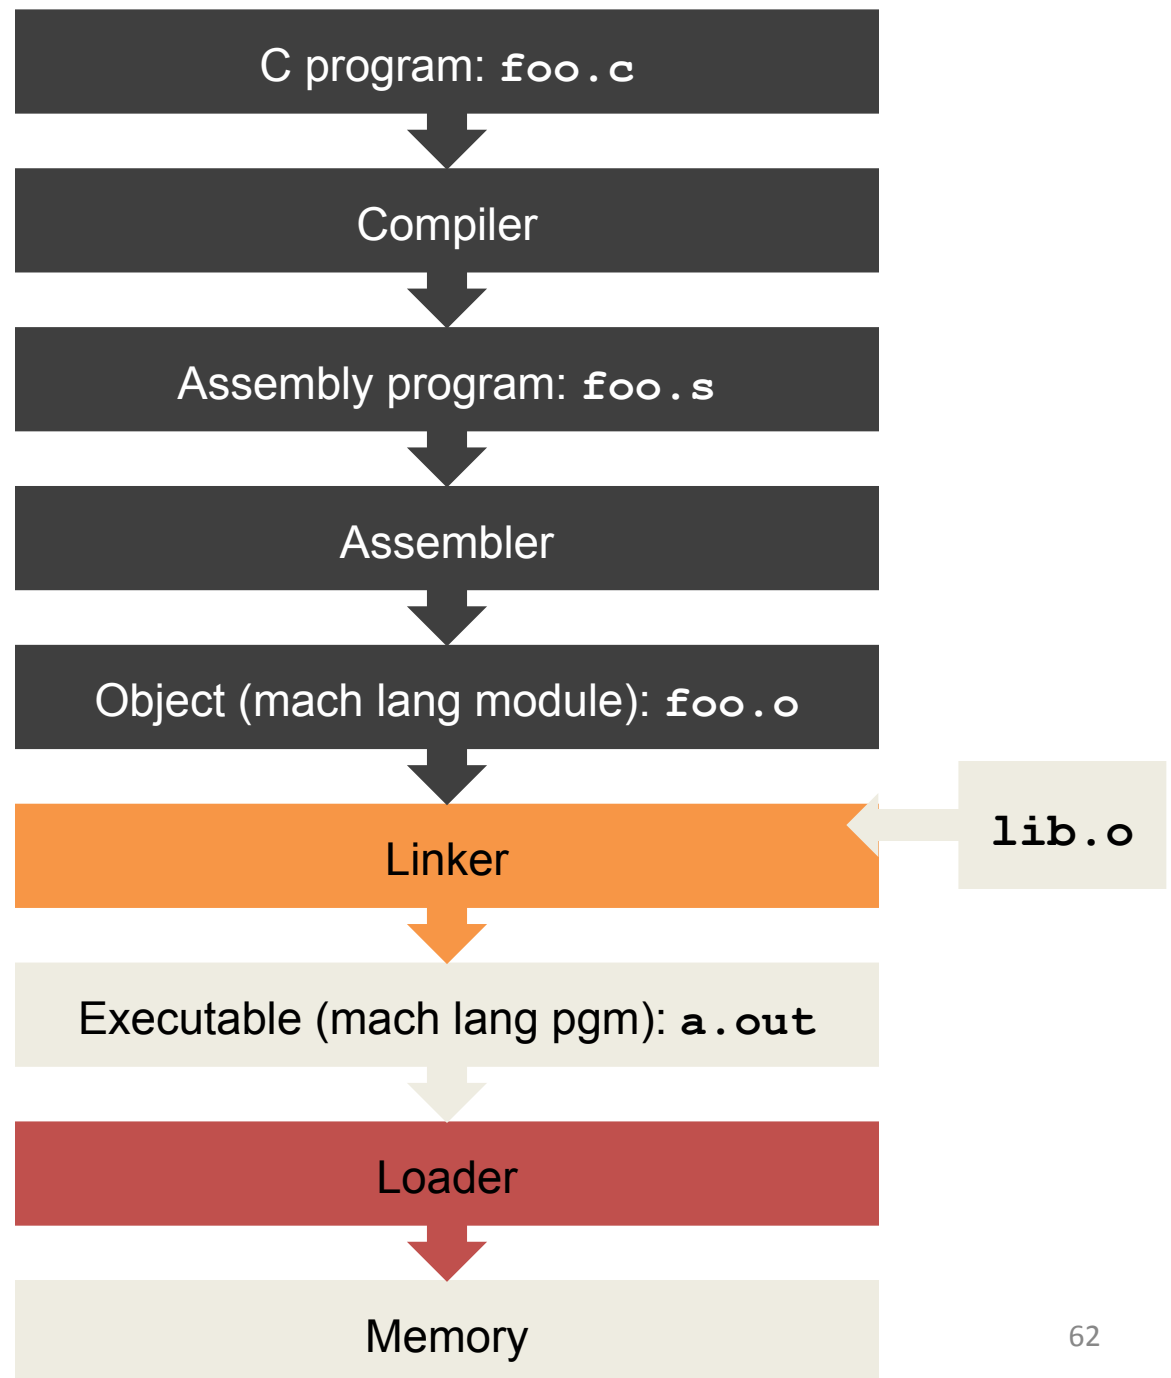 C program: foo.c
Compiler
Assembly program: foo.s
Assembler
Object (mach lang module): foo.o
Linker
lib.o
Executable (mach lang pgm): a.out
Loader
Memory
62